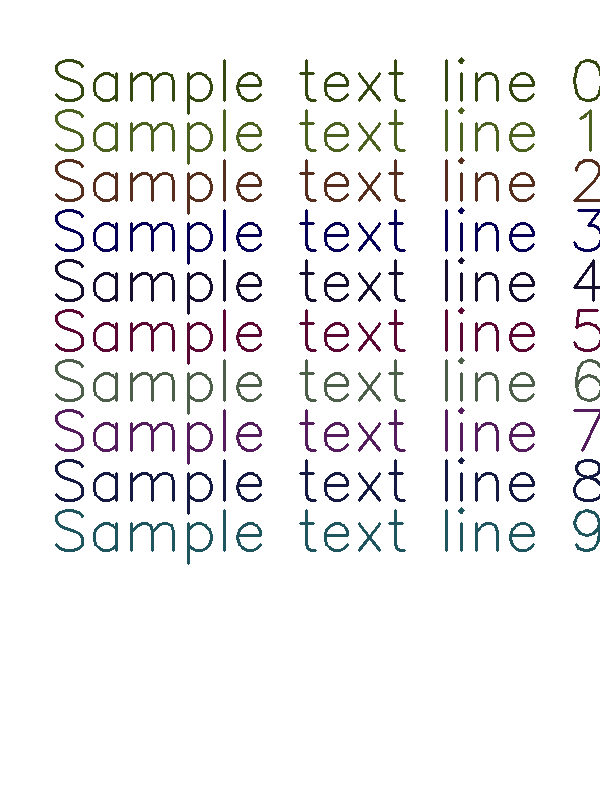 Sample text line 0
Sample text line 1
Sample text line 2
Sample text line 3
Sample text line 4
Sample text line 5
Sample text line 6
Sample text line 7
Sample text line 8
Sample text line 9